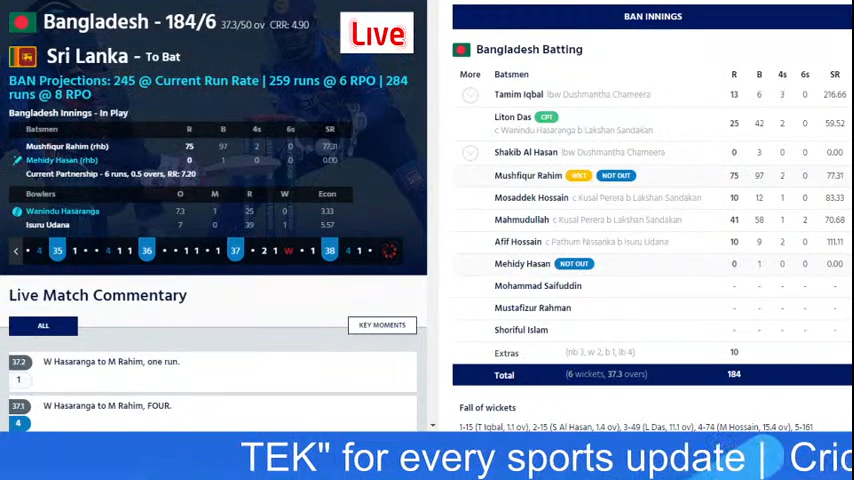 Bangladesh - 184/6 37.3/50 ov CRR: 4.90
Live
Sri Lanka - To Bat
BAN Projections: 245 @ Current Run Rate | 259 runs @ 6 RPO | 284
runs @ 8 RPO
Bangladesh Innings - In Play
Batsmen R B 4s 6s SR
Mushfiqur Rahim (rhb) 75 97 2 0 77.31
Mehidy Hasan (rhb) 0 1 0 0 0.00
Current Partnership - 6 runs, 0.5 overs, RR: 7.20
Bowlers O M R W Econ
Wanindu Hasaranga 7.3 1 25 0 3.33
Isuru Udana 7 0 39 1 5.57
< • 4 35 1 • • 4 1 1 36 • • • • 1 1 37 • 2 1 W • 1 38 4 1 •
Live Match Commentary
ALL
KEY MOMENTS
37.2 W Hasaranga to M Rahim, one run.
1
37.1 W Hasaranga to M Rahim, FOUR.
4
BAN INNINGS
Bangladesh Batting
More Batsmen R B 4s 6s SR
Tamim Iqbal lbw Dushmantha Chameera 13 6 3 0 216.66
Liton Das CPT
c Wanindu Hasaranga b Lakshan Sandakan 25 42 2 0 59.52
Shakib Al Hasan lbw Dushmantha Chameera 0 3 0 0 0.00
Mushfiqur Rahim WKT NOT OUT 75 97 2 0 77.31
Mosaddek Hossain c Kusal Perera b Lakshan Sandakan 10 12 1 0 83.33
Mahmudullah c Kusal Perera b Lakshan Sandakan 41 58 1 2 70.68
Afif Hossain c Pathum Nissanka b Isuru Udana 10 9 2 0 111.11
Mehidy Hasan NOT OUT 0 1 0 0 0.00
Mohammad Saifuddin - - - - -
Mustafizur Rahman - - - - -
Shoriful Islam - - - - -
Extras (nb 3, w 2, b 1, lb 4) 10
Total (6 wickets, 37.3 overs) 184
Fall of wickets
1-15 (T Iqbal, 1.1 ov), 2-15 (S Al Hasan, 1.4 ov), 3-49 (L Das, 11.1 ov), 4-74 (M Hossain, 15.4 ov), 5-161
TEK" for every sports update | Cric